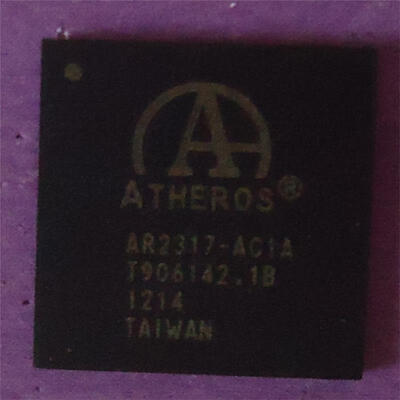 ATHEROS®
AR2317-AC1A
T906142.1B
1214
TAIWAN